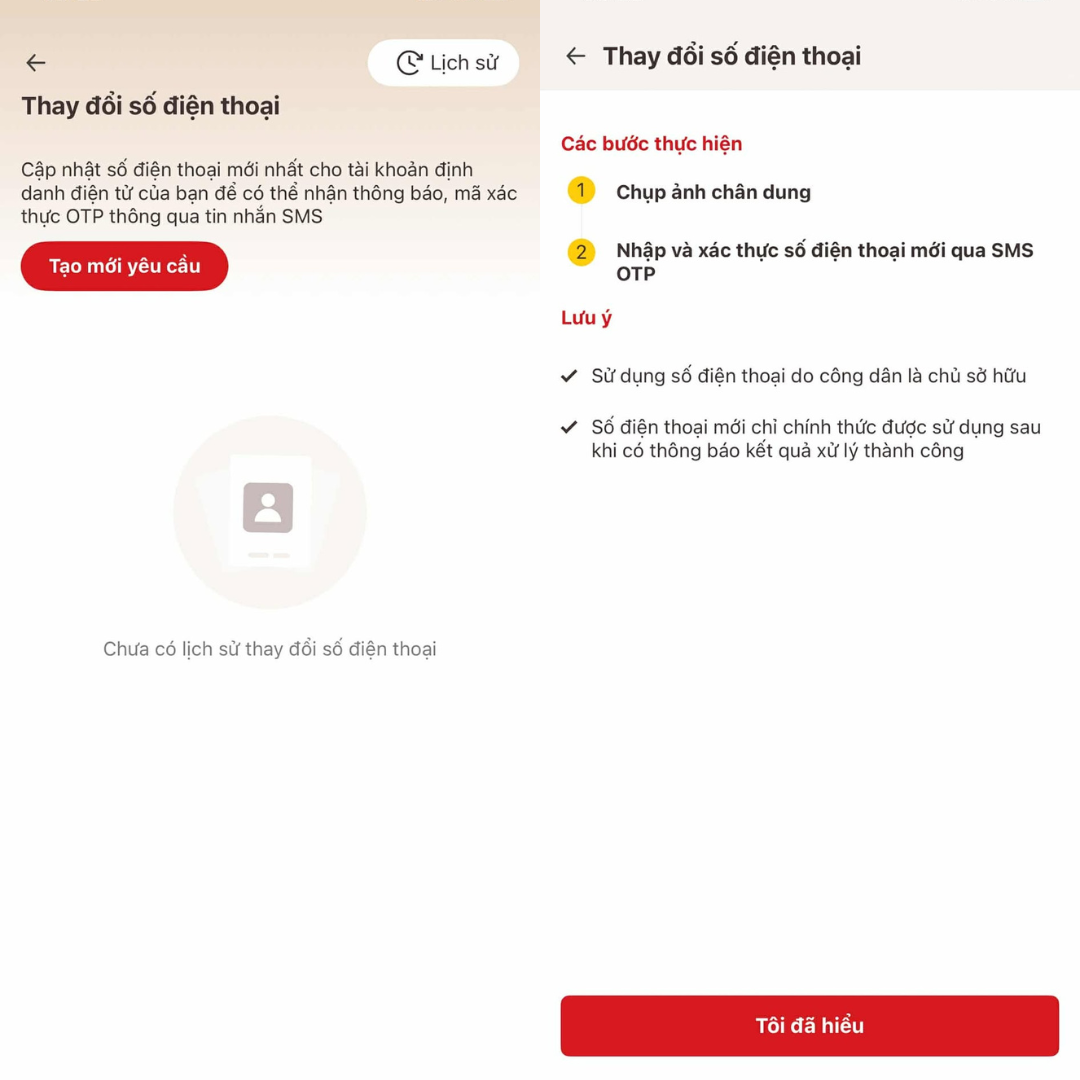 Lịch sử
Thay đổi số điện thoại
Cập nhật số điện thoại mới nhất cho tài khoản định
danh điện tử của bạn để có thể nhận thông báo, mã xác
thực OTP thông qua tin nhắn SMS
Tạo mới yêu cầu
Chưa có lịch sử thay đổi số điện thoại
Thay đổi số điện thoại
Các bước thực hiện
1 Chụp ảnh chân dung
2 Nhập và xác thực số điện thoại mới qua SMS
OTP
Lưu ý
Sử dụng số điện thoại do công dân là chủ sở hữu
Số điện thoại mới chỉ chính thức được sử dụng sau
khi có thông báo kết quả xử lý thành công
Tôi đã hiểu